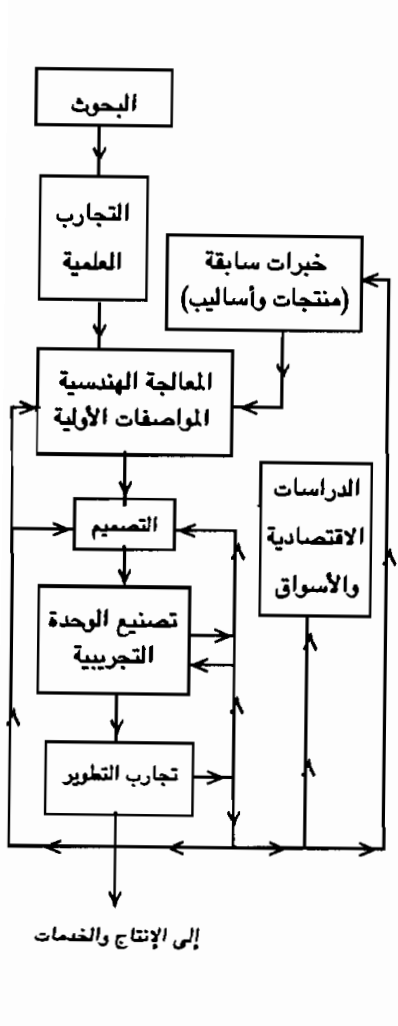 البحوث
التجارب
العلمية
خبرات سابقة
(منتجات وأساليب)
المعالجة الهندسية
المواصفات الأولية
الدراسات
الاقتصادية
والأسواق
التصميم
تصنيع الوحدة
التجريبية
تجارب التطوير
إلى الإنتاج والخدمات